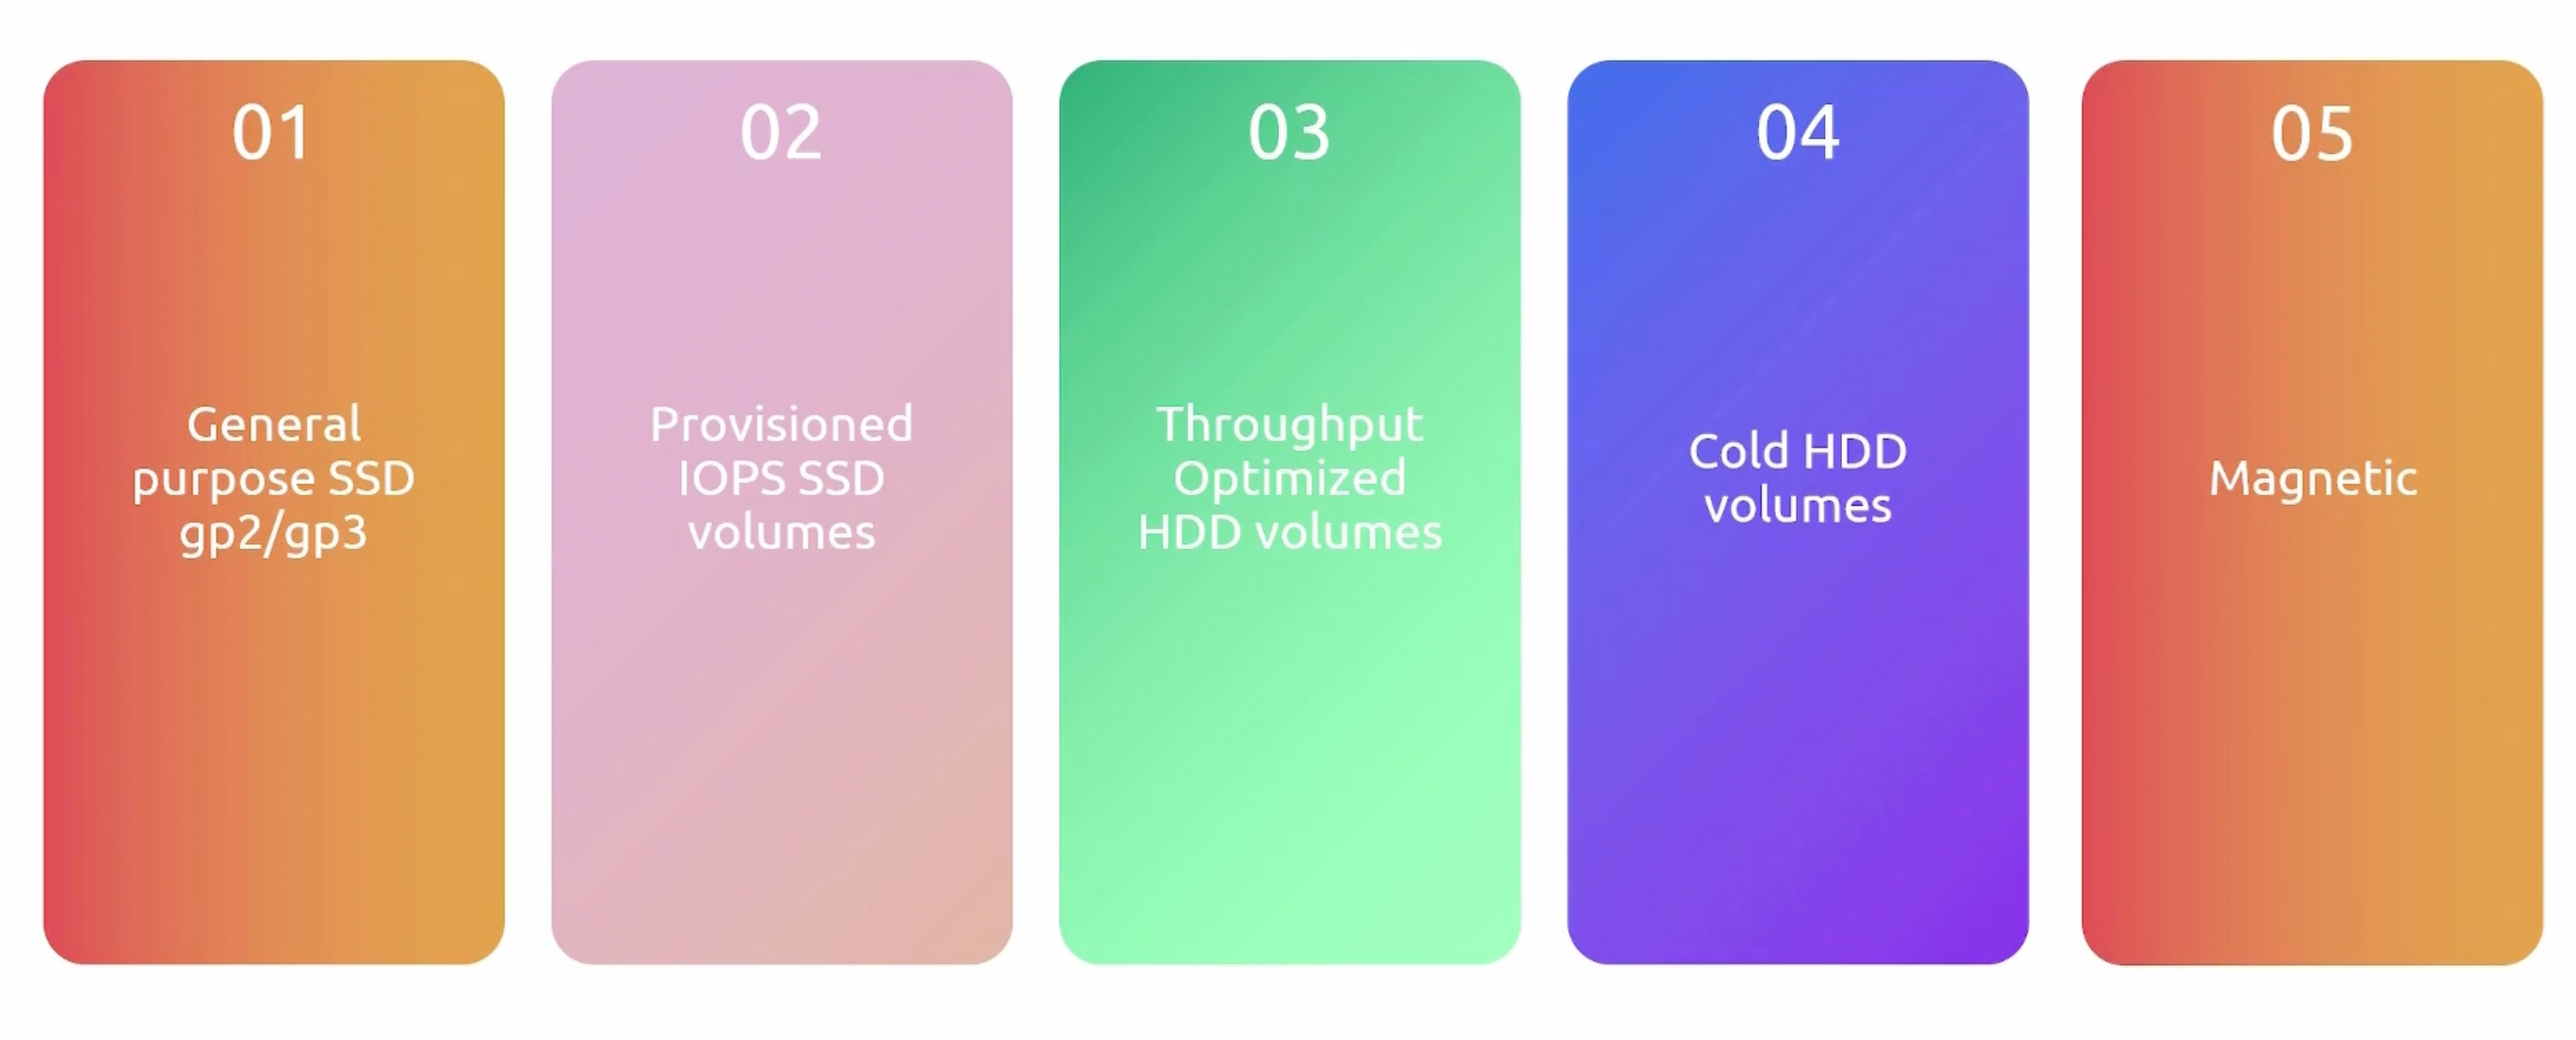 01
General
purpose SSD
gp2/gp3
02
Provisioned
IOPS SSD
volumes
03
Throughput
Optimized
HDD volumes
04
Cold HDD
volumes
05
Magnetic